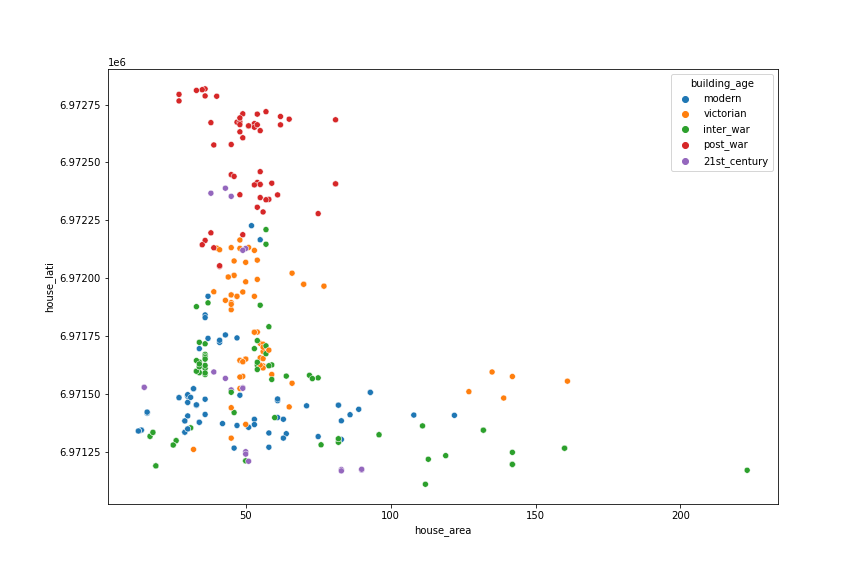 1e6
building_age
modern
victorian
inter_war
post_war
21st_century
6.97275
6.97250
6.97225
6.97200
6.97175
6.97150
6.97125
house_lati
50
100
150
200
house_area